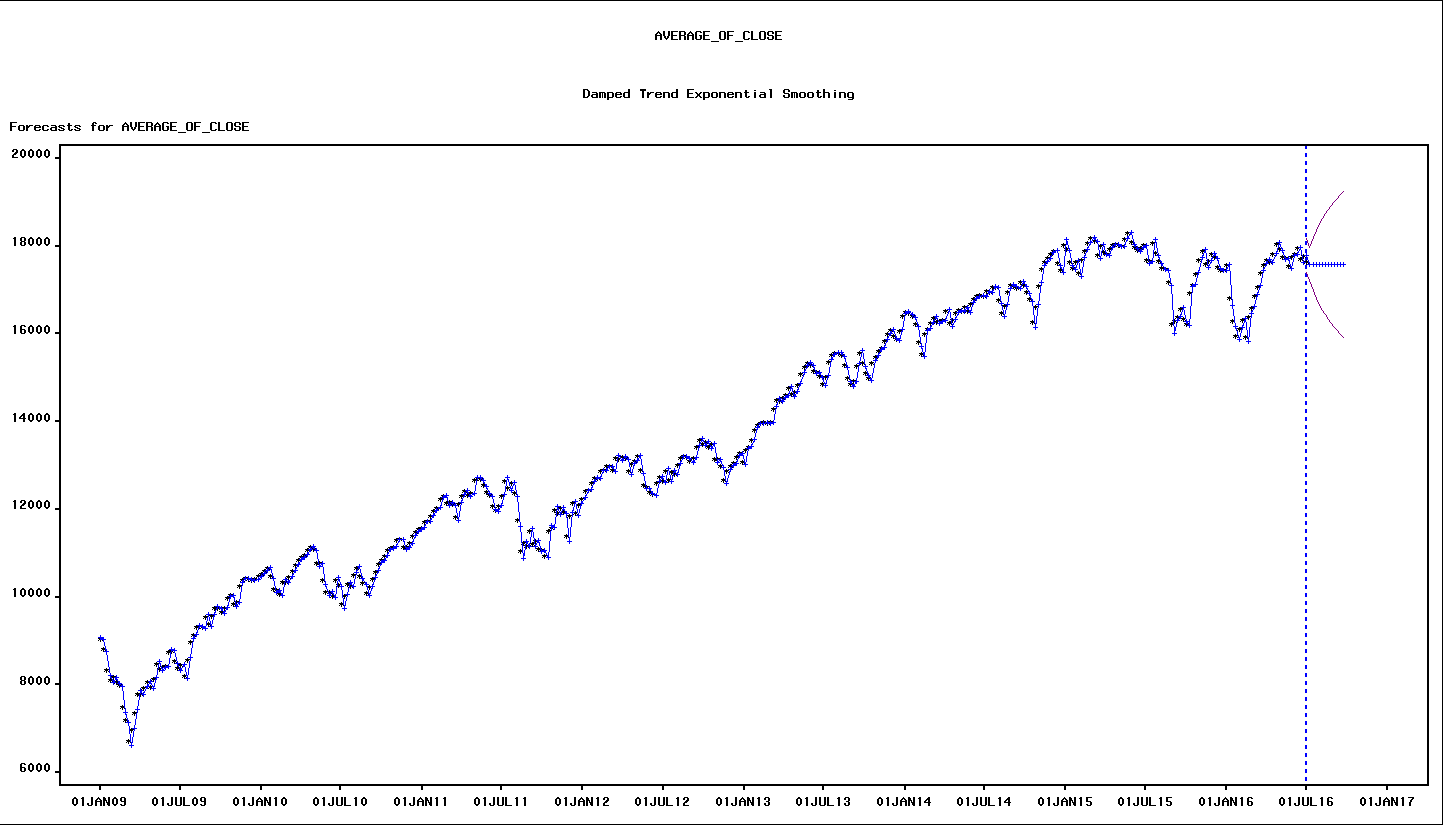 AVERAGE_OF_CLOSE
Damped Trend Exponential Smoothing
Forecasts for AVERAGE_OF_CLOSE
20000
18000
16000
14000
12000
10000
8000
6000
01JAN09 01JUL09 01JAN10 01JUL10 01JAN11 01JUL11 01JAN12 01JUL12 01JAN13 01JUL13 01JAN14 01JUL14 01JAN15 01JUL15 01JAN16 01JUL16 01JAN17